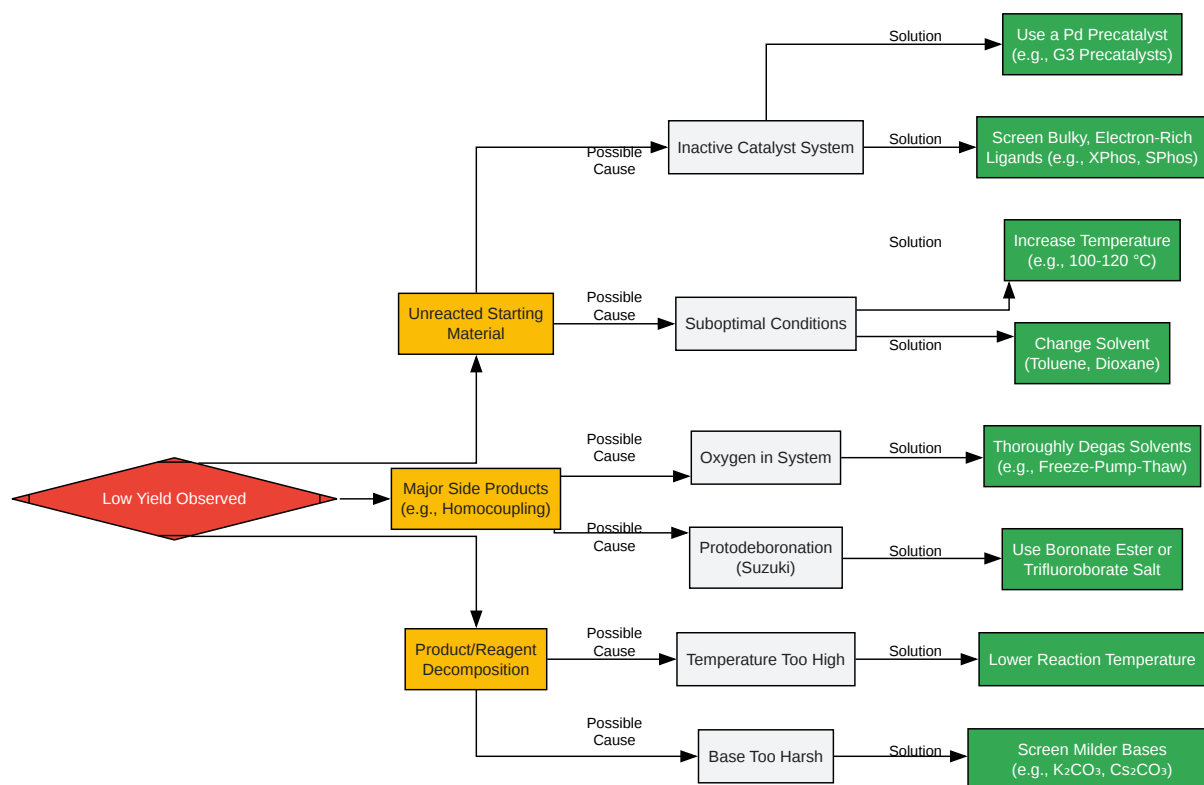 Solution
Use a Pd Precatalyst
(e.g., G3 Precatalysts)
Possible
Cause
Inactive Catalyst System
Solution
Screen Bulky, Electron-Rich
Ligands (e.g., XPhos, SPhos)
Solution
Increase Temperature
(e.g., 100-120 °C)
Unreacted Starting
Material
Possible
Cause
Suboptimal Conditions
Solution
Change Solvent
(Toluene, Dioxane)
Low Yield Observed
Major Side Products
(e.g., Homocoupling)
Possible
Cause
Oxygen in System
Solution
Thoroughly Degas Solvents
(e.g., Freeze-Pump-Thaw)
Possible
Cause
Protodeboronation
(Suzuki)
Solution
Use Boronate Ester or
Trifluoroborate Salt
Product/Reagent
Decomposition
Possible
Cause
Temperature Too High
Solution
Lower Reaction Temperature
Possible
Cause
Base Too Harsh
Solution
Screen Milder Bases
(e.g., K₂CO₃, Cs₂CO₃)